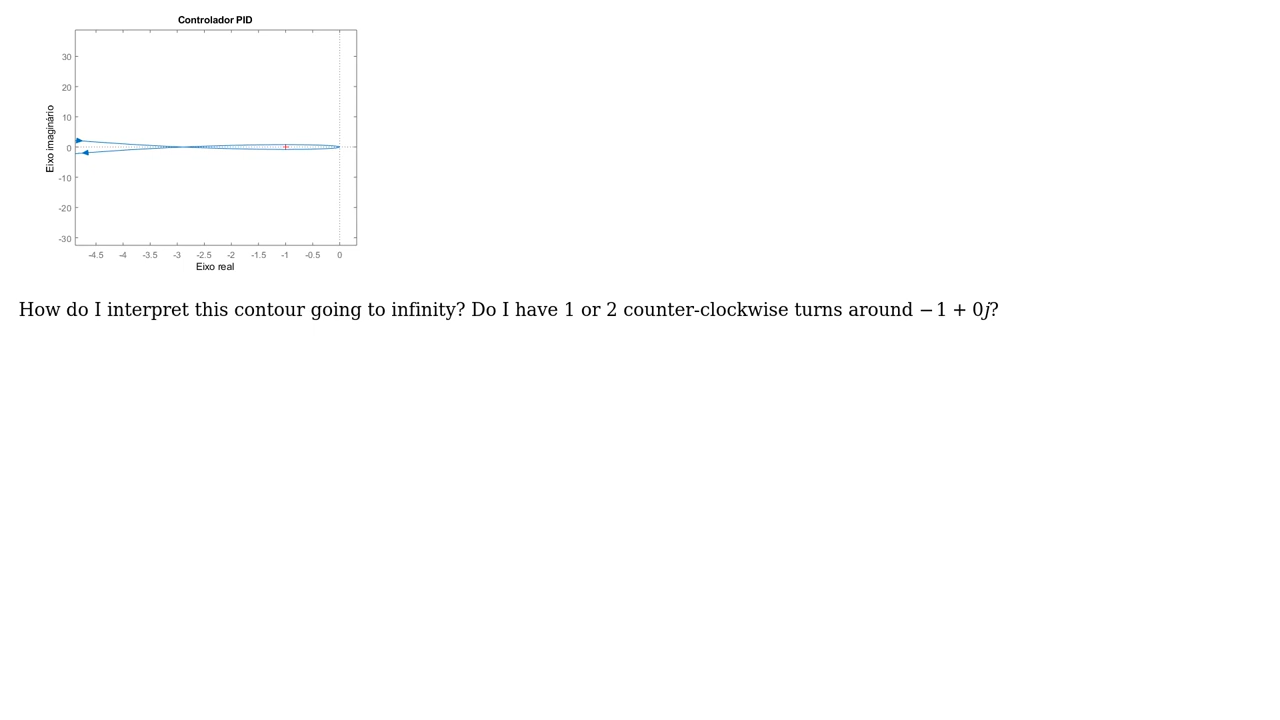 Controlador PID
30
20
10
0
-10
-20
-30
Eixo imaginário
-4.5 -4 -3.5 -3 -2.5 -2 -1.5 -1 -0.5 0
Eixo real
How do I interpret this contour going to infinity? Do I have 1 or 2 counter-clockwise turns around −1 + 0j?